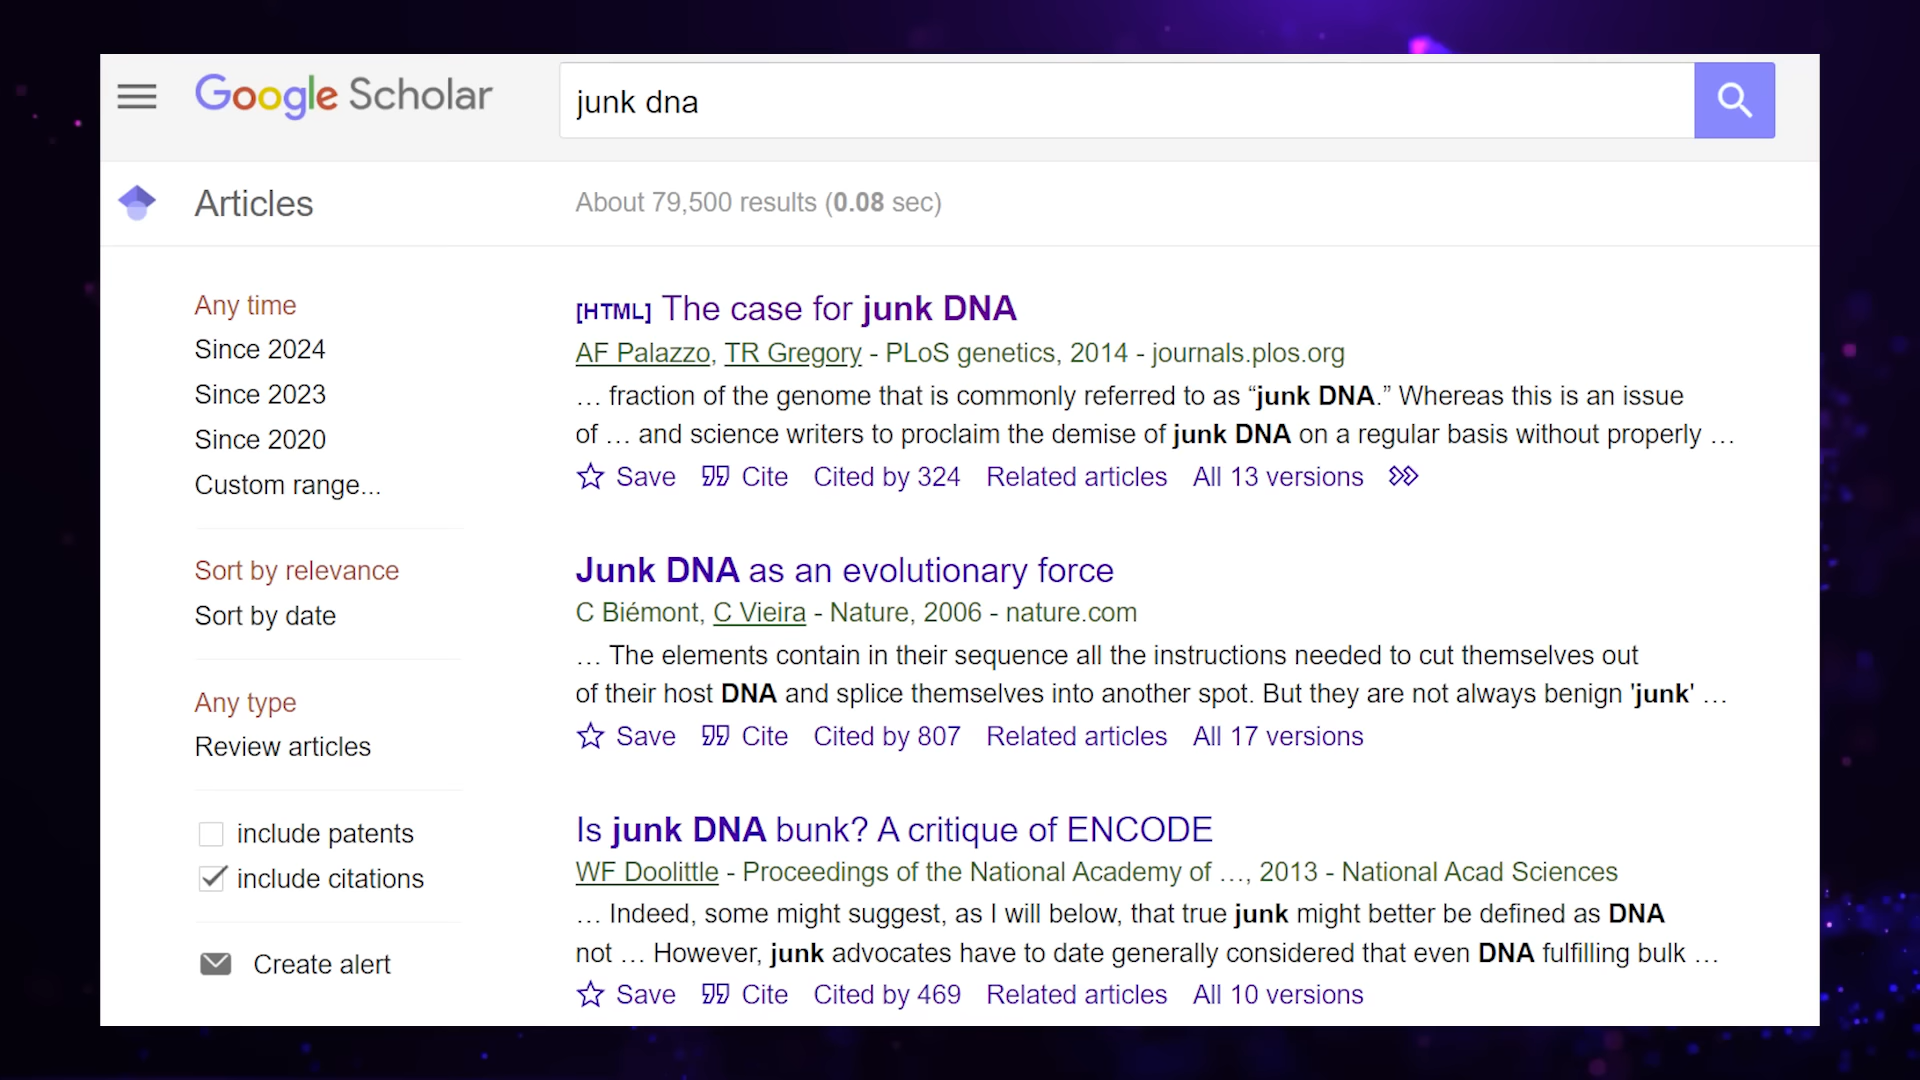 Google Scholar
junk dna
Articles
About 79,500 results (0.08 sec)
Any time
Since 2024
Since 2023
Since 2020
Custom range...
Sort by relevance
Sort by date
Any type
Review articles
include patents
include citations
Create alert
[HTML] The case for junk DNA
AF Palazzo, TR Gregory - PLoS genetics, 2014 - journals.plos.org
… fraction of the genome that is commonly referred to as “junk DNA.” Whereas this is an issue
of … and science writers to proclaim the demise of junk DNA on a regular basis without properly …
Save Cite Cited by 324 Related articles All 13 versions
Junk DNA as an evolutionary force
C Biémont, C Vieira - Nature, 2006 - nature.com
… The elements contain in their sequence all the instructions needed to cut themselves out
of their host DNA and splice themselves into another spot. But they are not always benign 'junk' …
Save Cite Cited by 807 Related articles All 17 versions
Is junk DNA bunk? A critique of ENCODE
WF Doolittle - Proceedings of the National Academy of …, 2013 - National Acad Sciences
… Indeed, some might suggest, as I will below, that true junk might better be defined as DNA
not … However, junk advocates have to date generally considered that even DNA fulfilling bulk …
Save Cite Cited by 469 Related articles All 10 versions